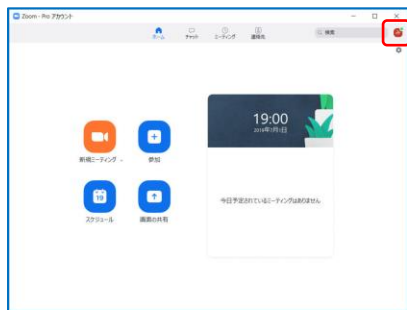 Zoom - Pro アカウント
ホーム
チャット
ミーティング
連絡先
検索
19:00
新規ミーティング
参加
19
スケジュール
画面の共有
今日予定されているミーティングはありません